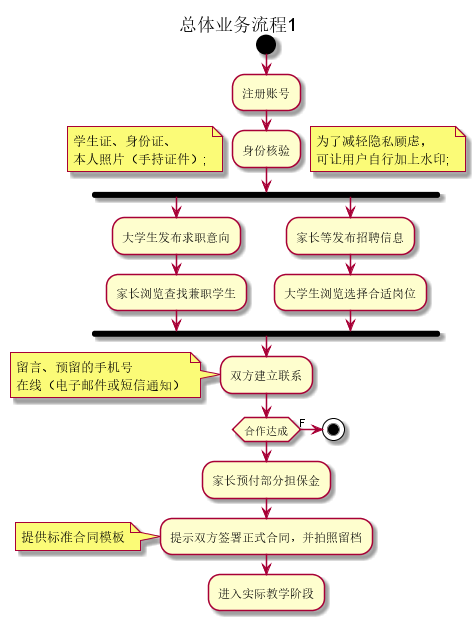 总体业务流程1
注册账号
学生证、身份证、
本人照片（手持证件）;
身份核验
为了减轻隐私顾虑，
可让用户自行加上水印;
大学生发布求职意向
家长等发布招聘信息
家长浏览查找兼职学生
大学生浏览选择合适岗位
留言、预留的手机号
在线（电子邮件或短信通知）
双方建立联系
合作达成
F
家长预付部分担保金
提供标准合同模板
提示双方签署正式合同，并拍照留档
进入实际教学阶段